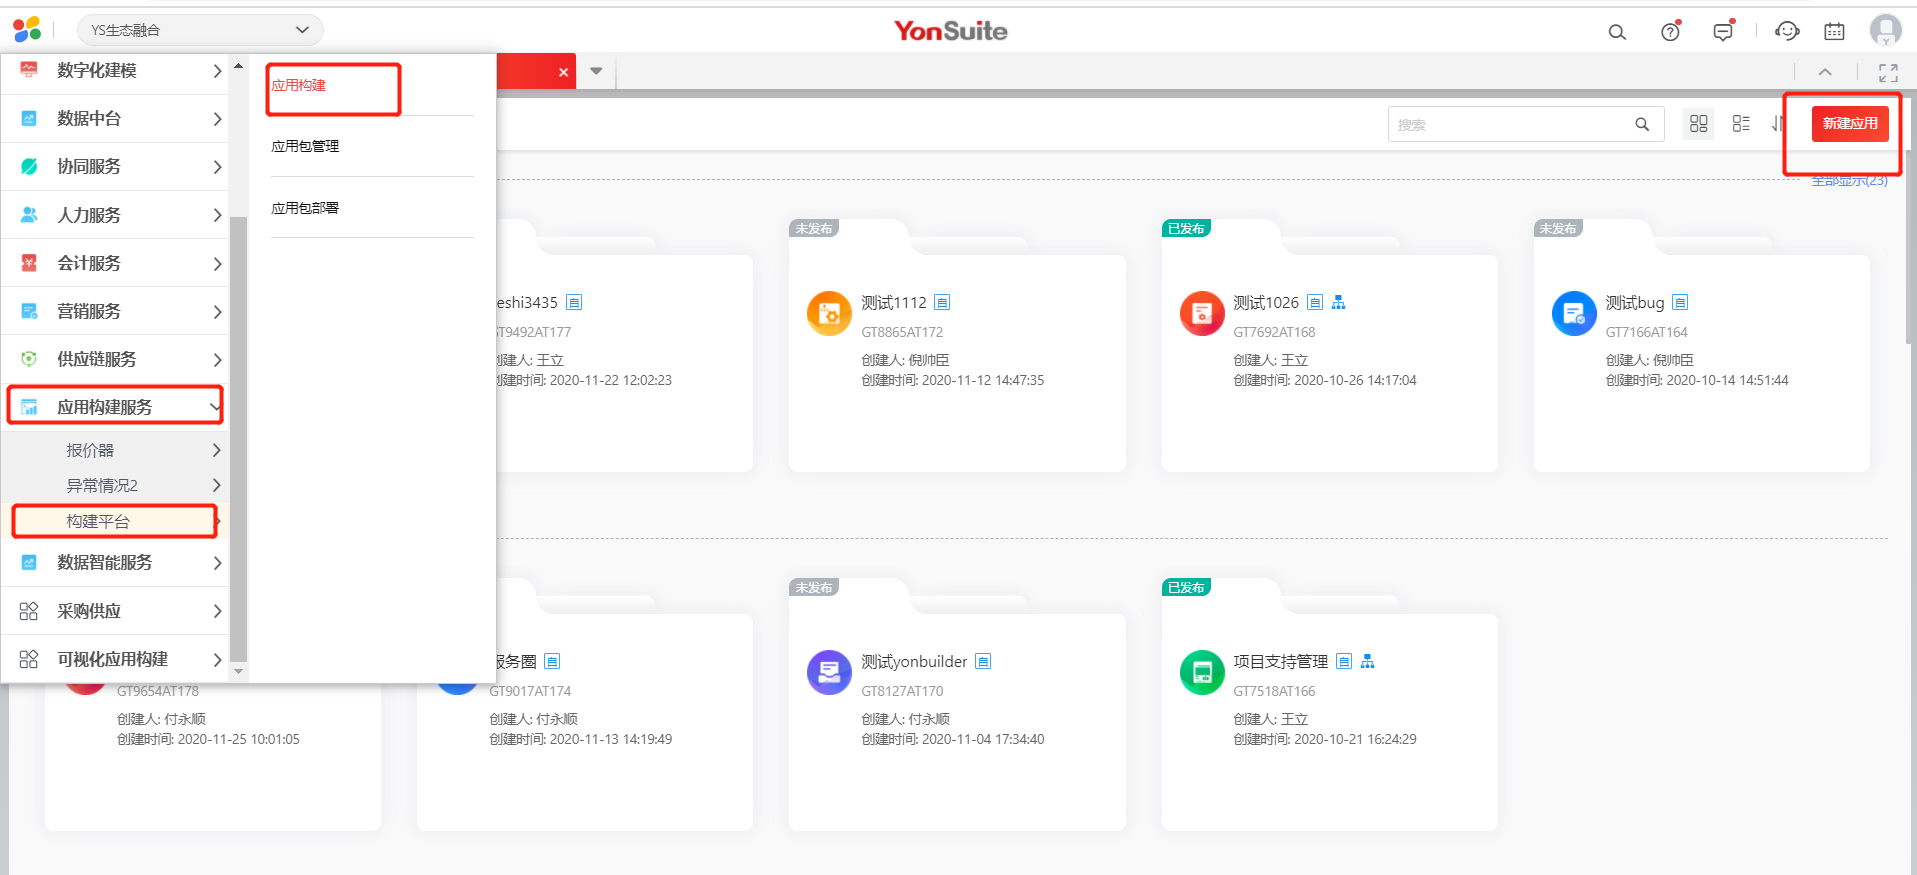 YS生态融合
YonSuite
数字化建模
数据中台
协同服务
人力服务
会计服务
营销服务
供应链服务
应用构建服务
报价器
异常情况2
构建平台
数据智能服务
采购供应
可视化应用构建
应用构建
应用包管理
应用包部署
搜索
新建应用
全部显示(23)
eshi3435 自
GT9492AT177
创建人: 王立
创建时间: 2020-11-22 12:02:23
未发布
测试1112 自
GT8865AT172
创建人: 倪帅臣
创建时间: 2020-11-12 14:47:35
已发布
测试1026 自
GT7692AT168
创建人: 王立
创建时间: 2020-10-26 14:17:04
未发布
测试bug 自
GT7166AT164
创建人: 倪帅臣
创建时间: 2020-10-14 14:51:44
GT9654AT178
创建人: 付永顺
创建时间: 2020-11-25 10:01:05
服务圈 自
GT9017AT174
创建人: 付永顺
创建时间: 2020-11-13 14:19:49
未发布
测试yonbuilder 自
GT8127AT170
创建人: 付永顺
创建时间: 2020-11-04 17:34:40
已发布
项目支持管理 自
GT7518AT166
创建人: 王立
创建时间: 2020-10-21 16:24:29